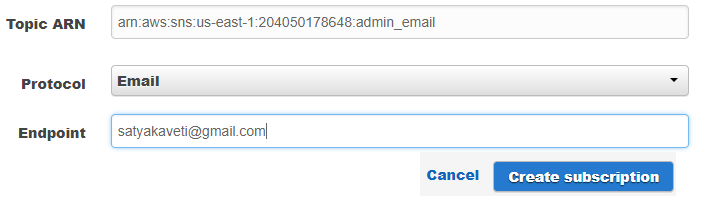 Topic ARN arn:aws:sns:us-east-1:204050178648:admin_email
Protocol Email
Endpoint satyakaveti@gmail.com
Cancel Create subscription